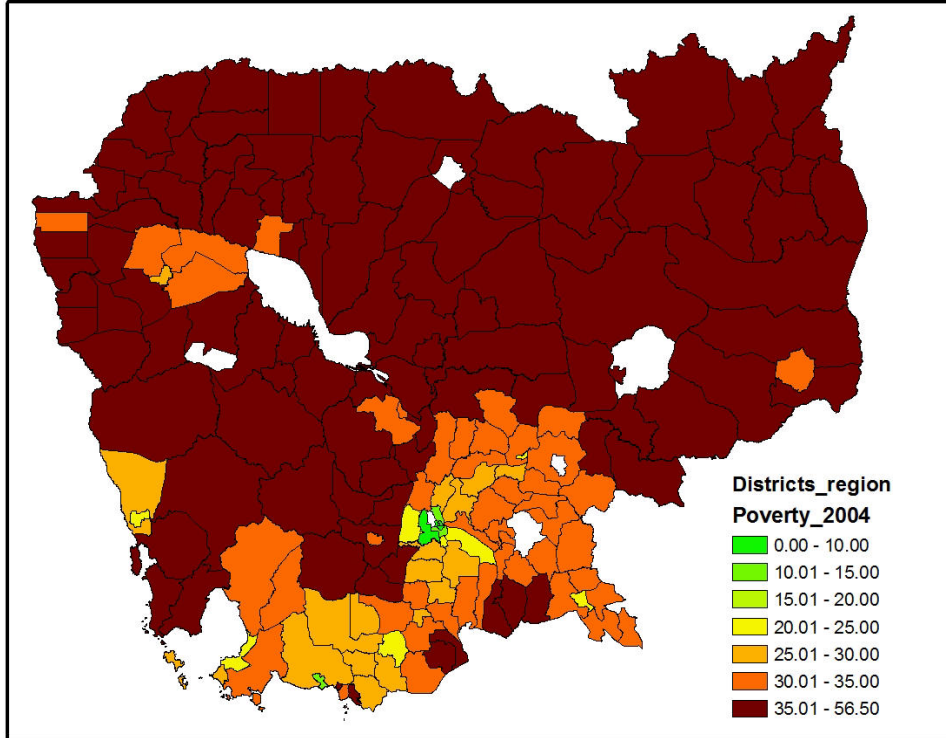 Districts_region
Poverty_2004
0.00 - 10.00
10.01 - 15.00
15.01 - 20.00
20.01 - 25.00
25.01 - 30.00
30.01 - 35.00
35.01 - 56.50